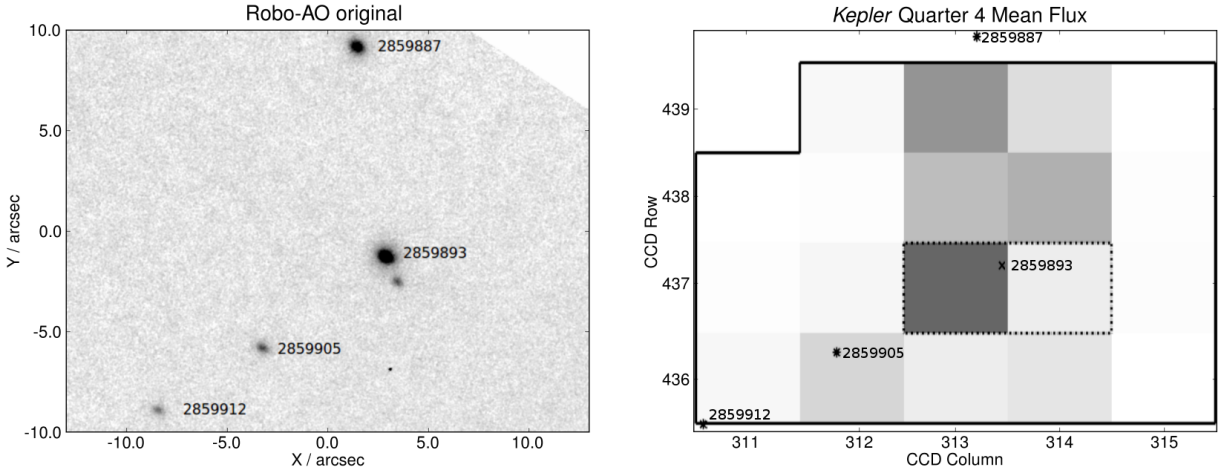 Robo-AO original
10.0
5.0
0.0
-5.0
-10.0
Y / arcsec
2859887
2859893
2859905
2859912
-10.0 -5.0 0.0 5.0 10.0
X / arcsec
Kepler Quarter 4 Mean Flux
439
438
437
436
CCD Row
2859887
2859893
2859905
2859912
311 312 313 314 315
CCD Column